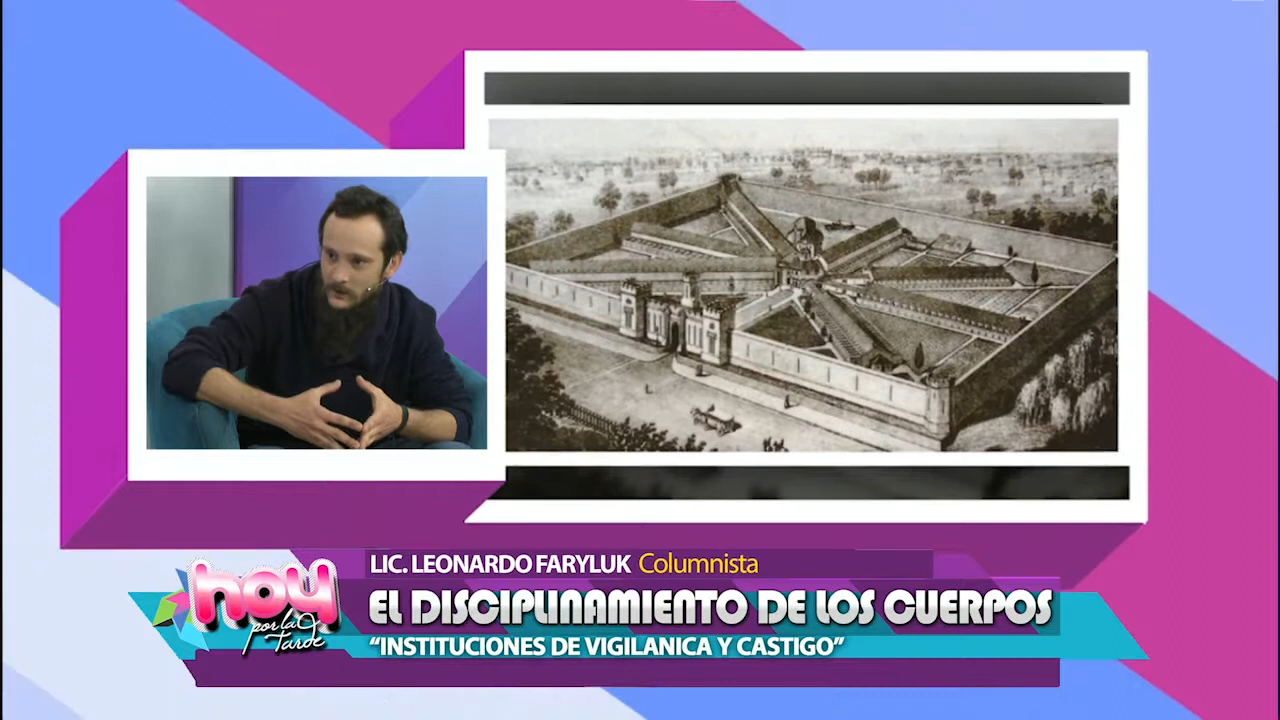 LIC. LEONARDO FARYLUK Columnista
EL DISCIPLINAMIENTO DE LOS CUERPOS
"INSTITUCIONES DE VIGILANICA Y CASTIGO"
hoy
por la
Tarde